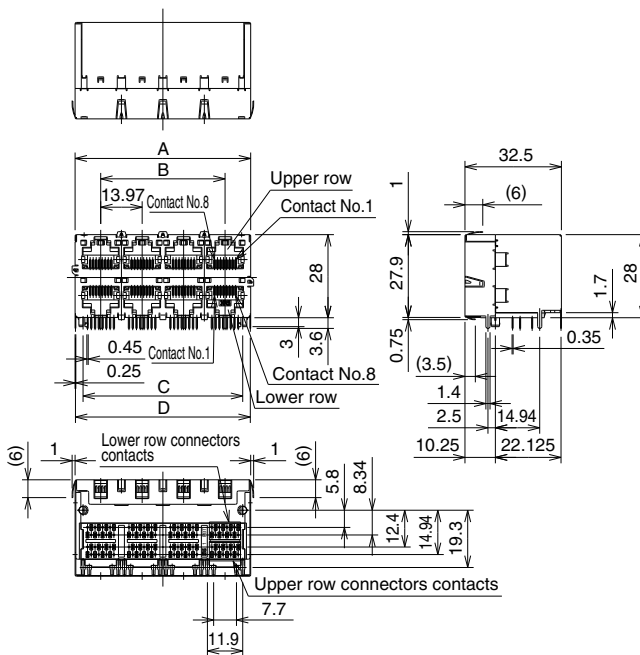 A
B
13.97
Contact No.8
Upper row
Contact No.1
28
3
3.6
0.45
0.25
Contact No.1
C
D
Contact No.8
Lower row
32.5
1
(6)
27.9
28
1.7
0.75
0.35
(3.5)
1.4
2.5
14.94
10.25
22.125
Lower row connectors
contacts
(6)
1
1
(6)
5.8
8.34
12.4
14.94
19.3
Upper row connectors contacts
7.7
11.9